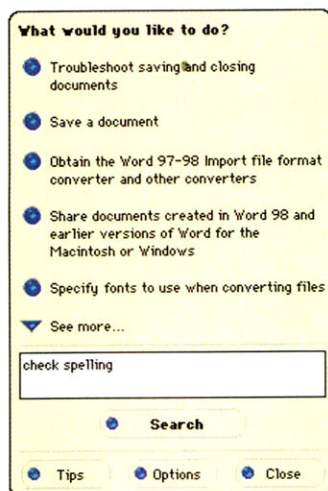 What would you like to do?
Troubleshoot saving and closing
documents
Save a document
Obtain the Word 97-98 Import file format
converter and other converters
Share documents created in Word 98 and
earlier versions of Word for the
Macintosh or Windows
Specify fonts to use when converting files
See more...
check spelling
Search
Tips
Options
Close